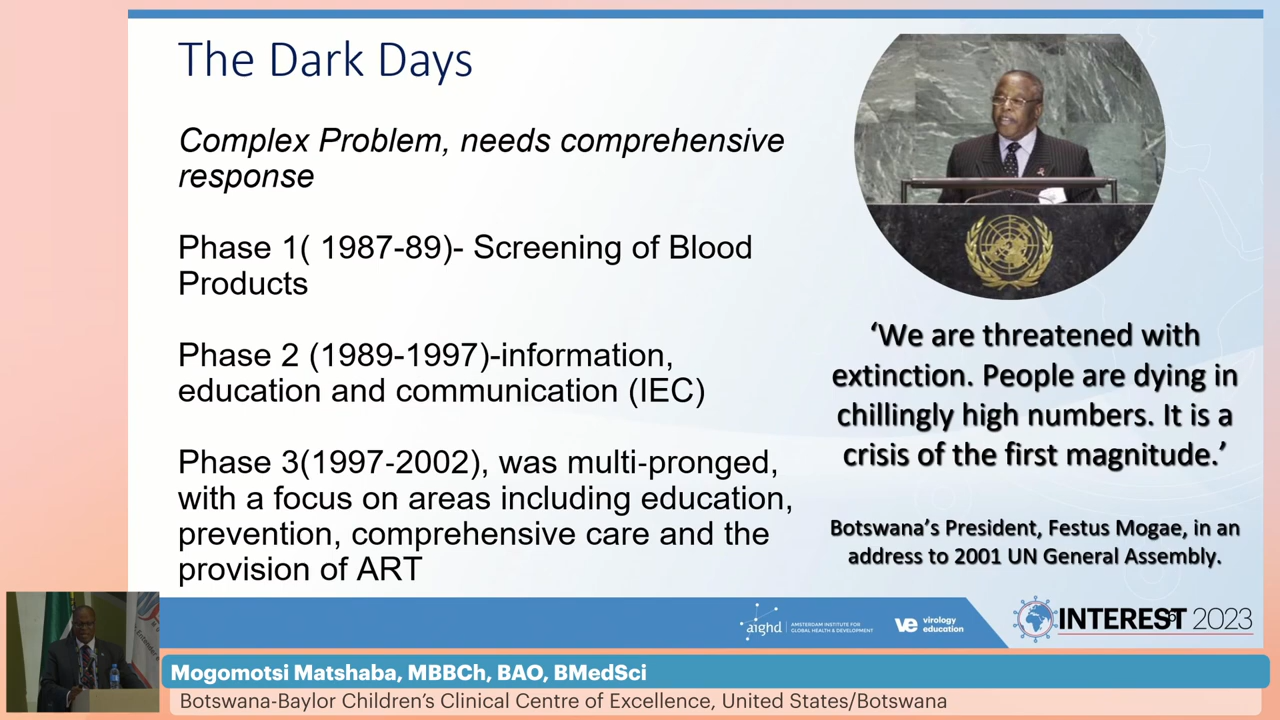 The Dark Days
Complex Problem, needs comprehensive
response
Phase 1( 1987-89)- Screening of Blood
Products
Phase 2 (1989-1997)-information,
education and communication (IEC)
Phase 3(1997-2002), was multi-pronged,
with a focus on areas including education,
prevention, comprehensive care and the
provision of ART
‘We are threatened with
extinction. People are dying in
chillingly high numbers. It is a
crisis of the first magnitude.’
Botswana’s President, Festus Mogae, in an
address to 2001 UN General Assembly.
aighd
AMSTERDAM INSTITUTE FOR
GLOBAL HEALTH & DEVELOPMENT
ve virology
education
INTEREST 2023
Mogomotsi Matshaba, MBBCh, BAO, BMedSci
Botswana-Baylor Children’s Clinical Centre of Excellence, United States/Botswana